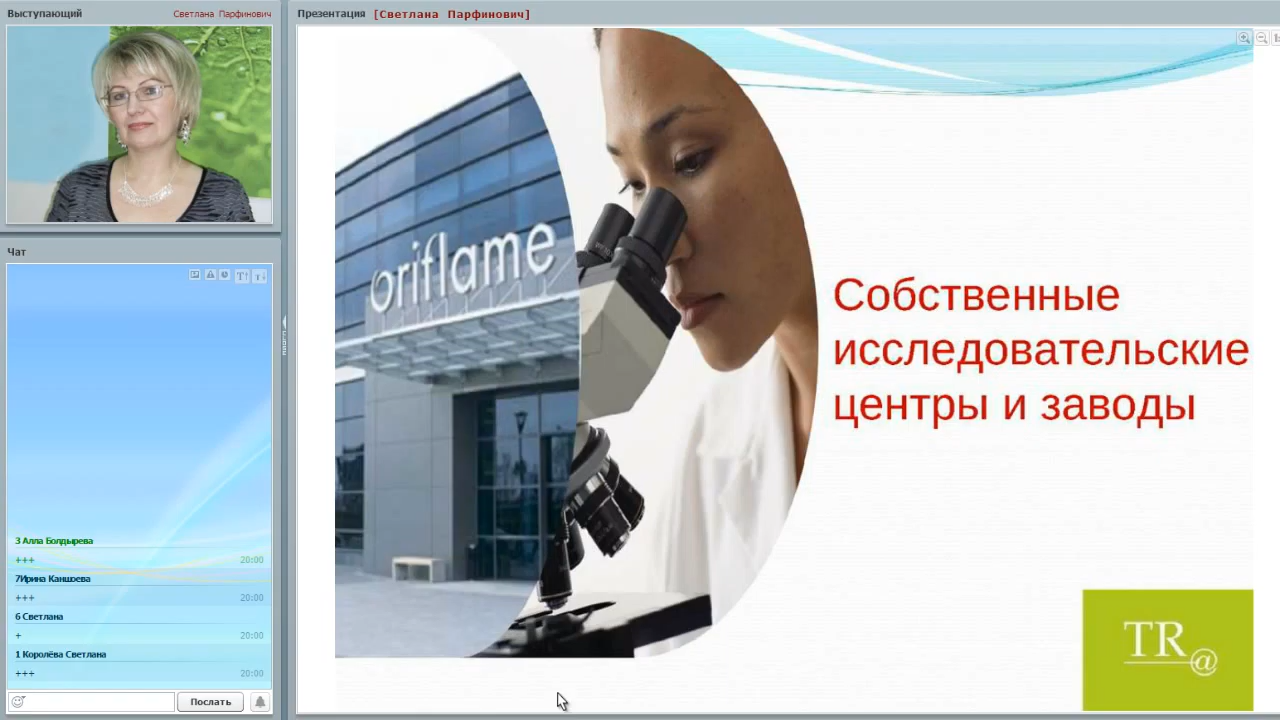 Выступающий
Светлана Парфинович
Презентация [Светлана Парфинович]
Чат
3 Алла Болдырева
+++ 20:00
7Ирина Каншоева
+++ 20:00
6 Светлана
+ 20:00
1 Королёва Светлана
+++ 20:00
Послать
oriflame
Собственные
исследовательские
центры и заводы
TR@